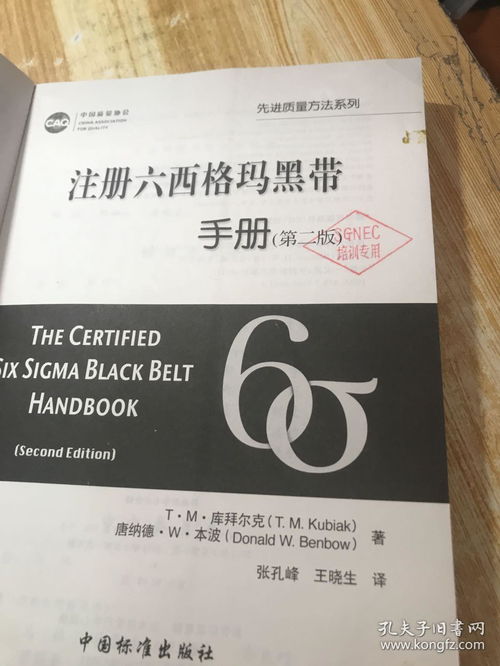 CAQ 中国质量协会
CHINA ASSOCIATION
FOR QUALITY
先进质量方法系列
注册六西格玛黑带
手册(第二版)
SGNEC
培训专用
THE CERTIFIED
SIX SIGMA BLACK BELT
HANDBOOK
(Second Edition)
6σ
T·M·库拜尔克(T. M. Kubiak)
唐纳德·W·本波(Donald W. Benbow) 著
张孔峰 王晓生 译
中国标准出版社
孔夫子旧书网
www.kongfz.com